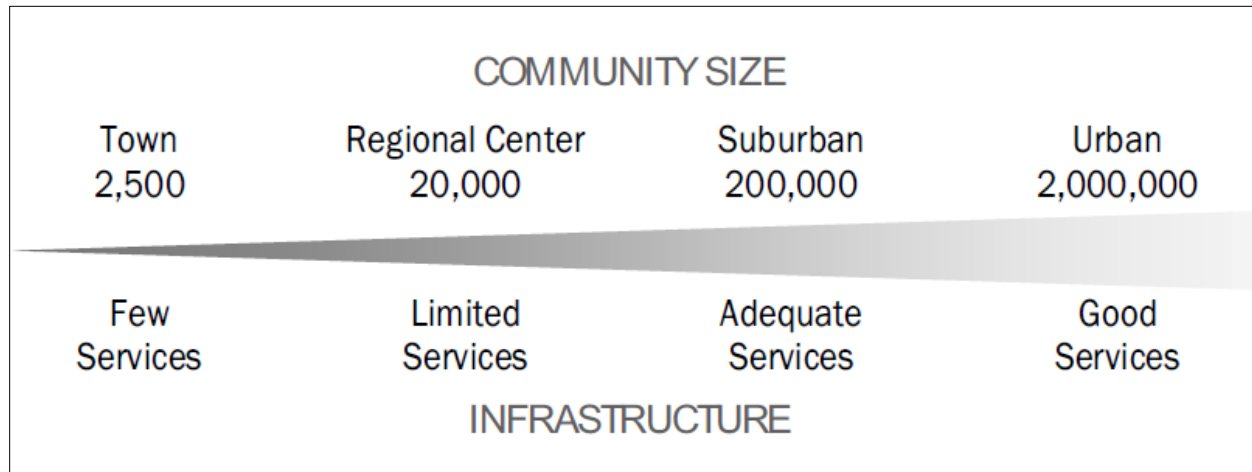 COMMUNITY SIZE
Town Regional Center Suburban Urban
2,500 20,000 200,000 2,000,000
Few Limited Adequate Good
Services Services Services Services
INFRASTRUCTURE